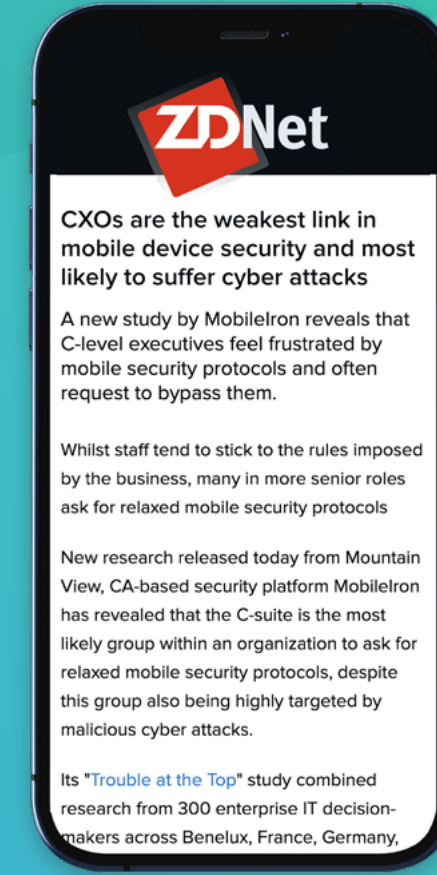 ZDNet
CXOs are the weakest link in
mobile device security and most
likely to suffer cyber attacks
A new study by MobileIron reveals that
C-level executives feel frustrated by
mobile security protocols and often
request to bypass them.
Whilst staff tend to stick to the rules imposed
by the business, many in more senior roles
ask for relaxed mobile security protocols
New research released today from Mountain
View, CA-based security platform MobileIron
has revealed that the C-suite is the most
likely group within an organization to ask for
relaxed mobile security protocols, despite
this group also being highly targeted by
malicious cyber attacks.
Its "Trouble at the Top" study combined
research from 300 enterprise IT decision-
makers across Benelux, France, Germany,